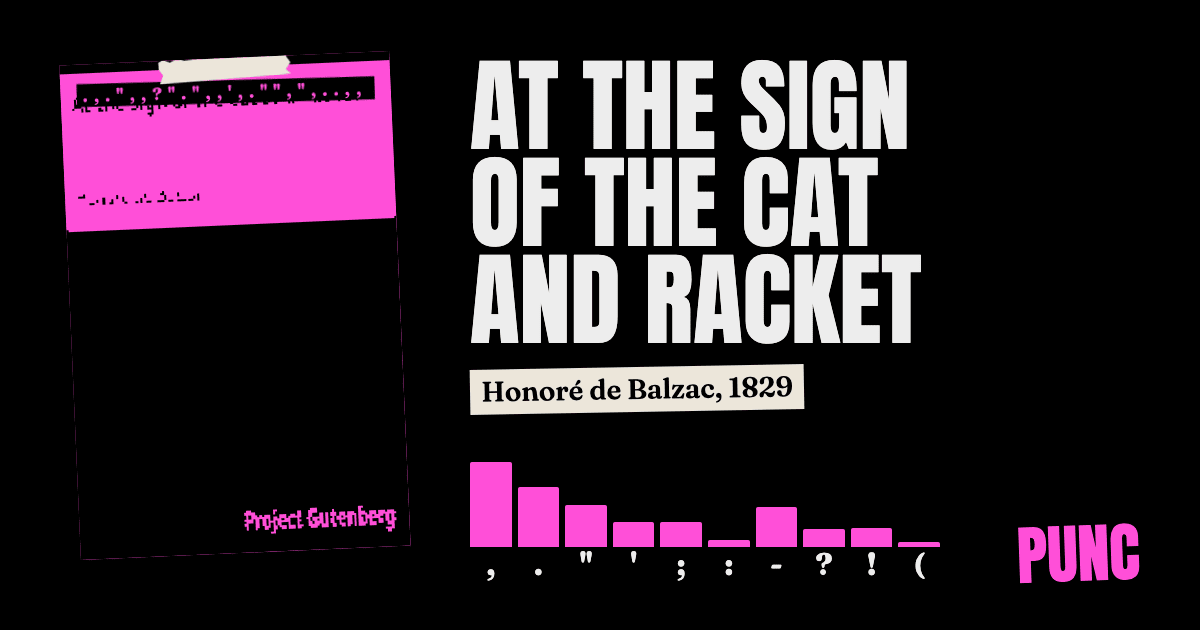 .,."‚,?"."‚,',.""‚",..,,
Project Gutenberg
AT THE SIGN
OF THE CAT
AND RACKET
Honoré de Balzac, 1829
, . " ' ; : - ? ! (
PUNC